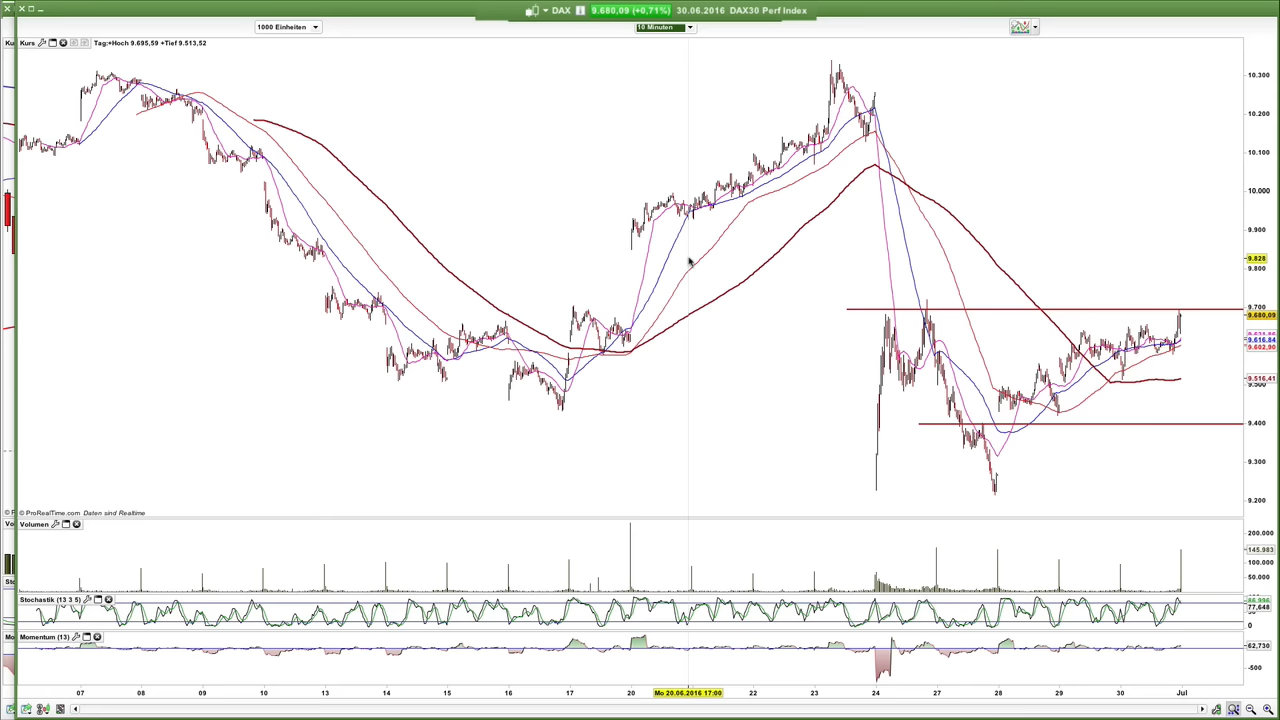 DAX 9.680,09 (+0,71%) 30.06.2016 DAX30 Perf Index
1000 Einheiten
10 Minuten
Ku Kurs Tag:+Hoch 9.695,59 +Tief 9.513,52
10.300
10.200
10.100
10.000
9.900
9.828
9.800
9.700
9.680,09
9.616,84
9.602,90
9.516,41
9.500
9.400
9.300
9.200
© P © ProRealTime.com Daten sind Realtime
Vo Volumen
200.000
145.983
100.000
50.000
Sto Stochastik (13 3 5)
77,648
0
Mo Momentum (13)
62,730
-500
07 08 09 10 13 14 15 16 17 20 Mo 20.06.2016 17:00 22 23 24 27 28 29 30 Jul